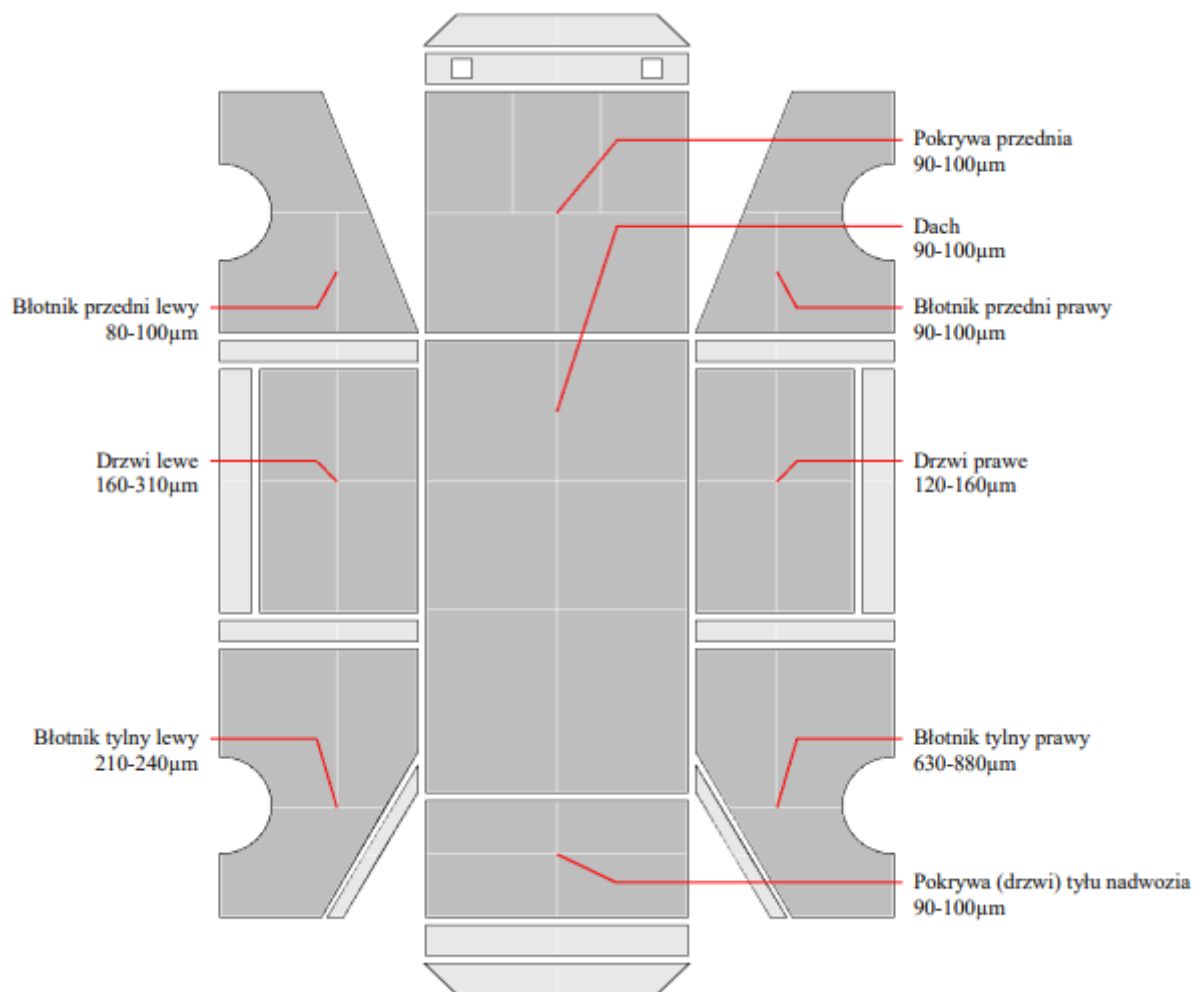 Pokrywa przednia
90-100µm
Dach
90-100µm
Błotnik przedni lewy
80-100µm
Błotnik przedni prawy
90-100µm
Drzwi lewe
160-310µm
Drzwi prawe
120-160µm
Błotnik tylny lewy
210-240µm
Błotnik tylny prawy
630-880µm
Pokrywa (drzwi) tyłu nadwozia
90-100µm